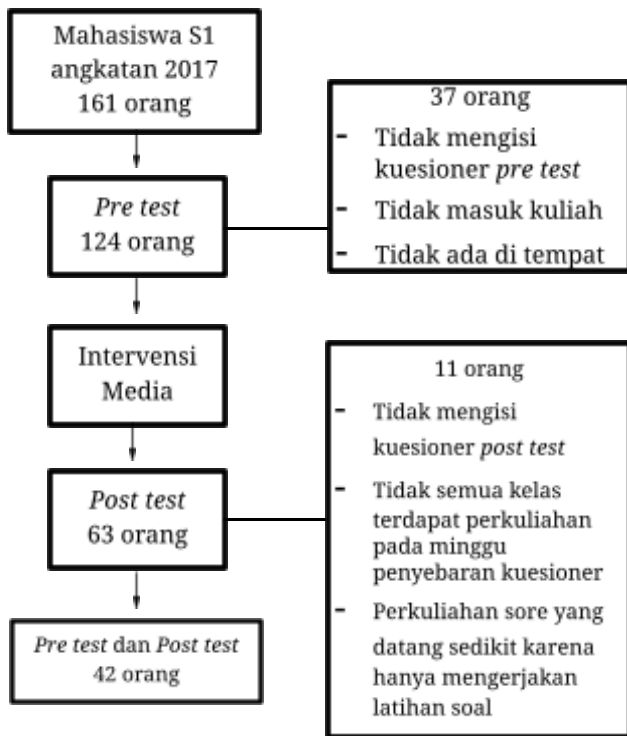 Mahasiswa S1
angkatan 2017
161 orang
37 orang
- Tidak mengisi
kuesioner pre test
- Tidak masuk kuliah
- Tidak ada di tempat
Pre test
124 orang
Intervensi
Media
11 orang
- Tidak mengisi
kuesioner post test
- Tidak semua kelas
terdapat perkuliahan
pada minggu
penyebaran kuesioner
- Perkuliahan sore yang
datang sedikit karena
hanya mengerjakan
latihan soal
Post test
63 orang
Pre test dan Post test
42 orang